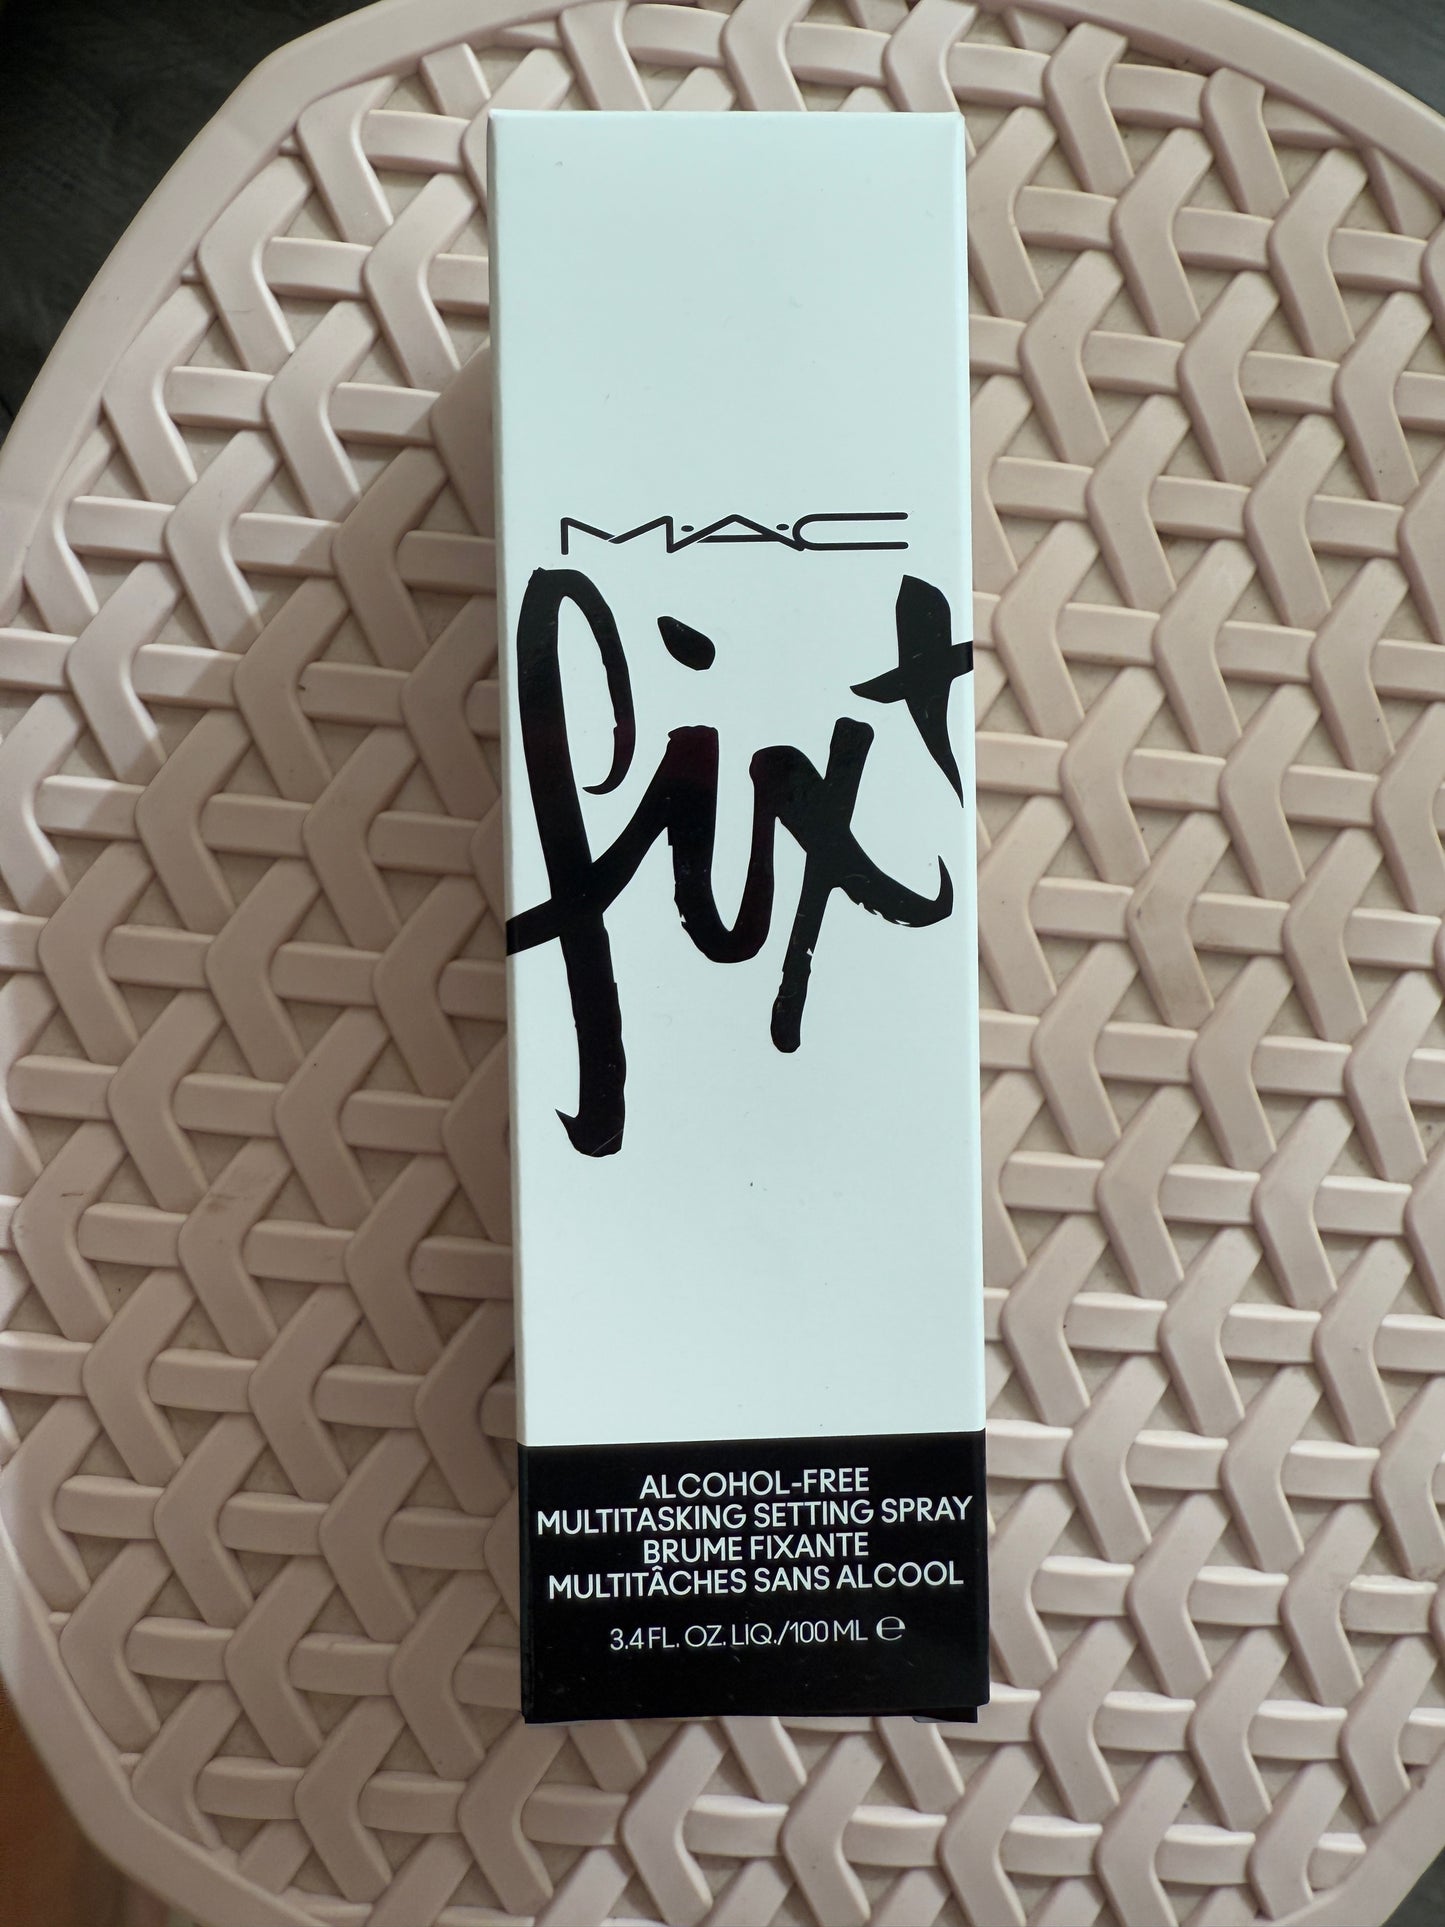 M·A·C
fix+
ALCOHOL-FREE
MULTITASKING SETTING SPRAY
BRUME FIXANTE
MULTITÂCHES SANS ALCOOL
3.4 FL. OZ. LIQ./100 ML ℮